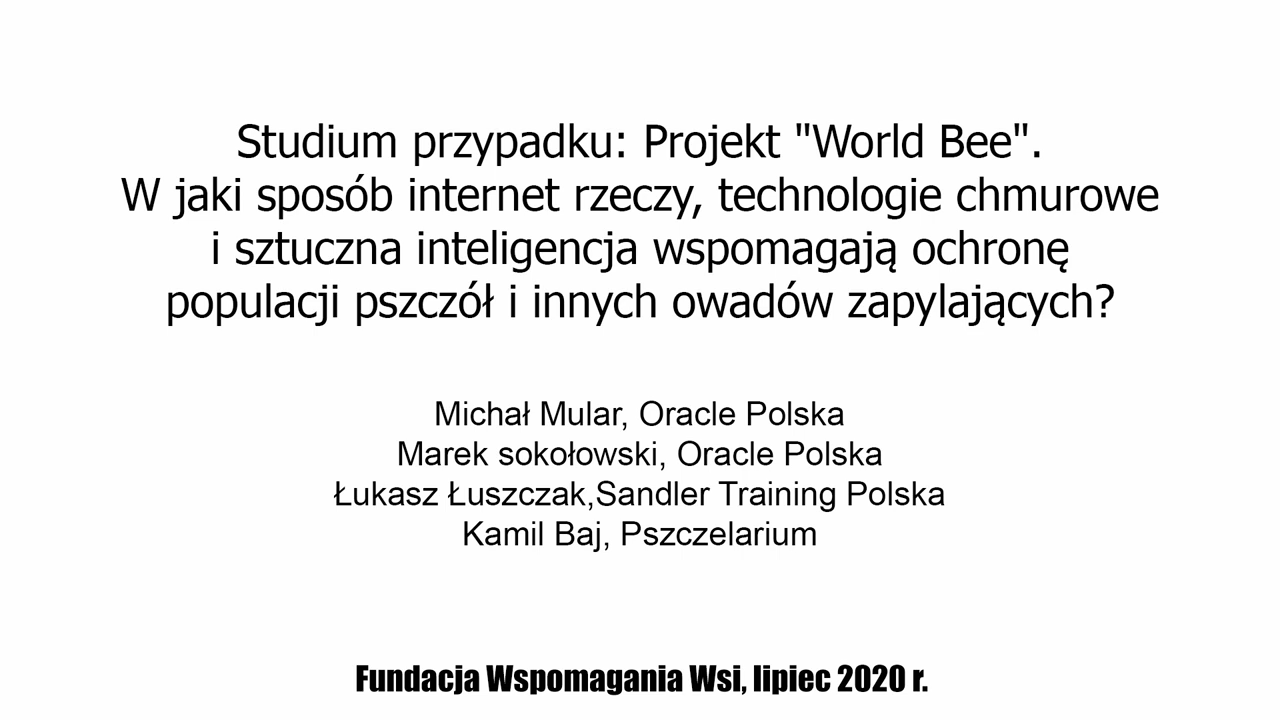 Studium przypadku: Projekt "World Bee".
W jaki sposób internet rzeczy, technologie chmurowe
i sztuczna inteligencja wspomagają ochronę
populacji pszczół i innych owadów zapylających?
Michał Mular, Oracle Polska
Marek sokołowski, Oracle Polska
Łukasz Łuszczak,Sandler Training Polska
Kamil Baj, Pszczelarium
Fundacja Wspomagania Wsi, lipiec 2020 r.